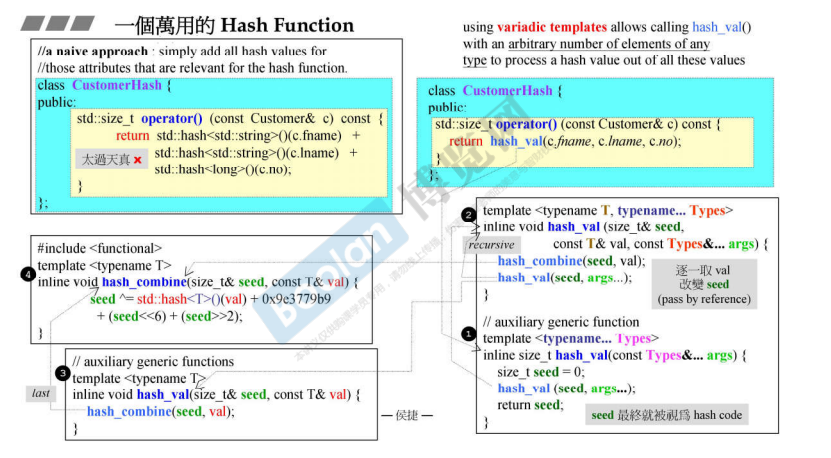 一個萬用的 Hash Function
//a naive approach : simply add all hash values for
//those attributes that are relevant for the hash function.
class CustomerHash {
public:
std::size_t operator() (const Customer& c) const {
return std::hash<std::string>()(c.fname) +
太過天真 ✖ std::hash<std::string>()(c.lname) +
std::hash<long>()(c.no);
}
};
using variadic templates allows calling hash_val()
with an arbitrary number of elements of any
type to process a hash value out of all these values
class CustomerHash {
public:
std::size_t operator() (const Customer& c) const {
return hash_val(c.fname, c.lname, c.no);
}
};
❷ template <typename T, typename... Types>
inline void hash_val (size_t& seed,
recursive const T& val, const Types&... args) {
hash_combine(seed, val);
hash_val(seed, args...);
}
逐一取 val
改變 seed
(pass by reference)
#include <functional>
template <typename T>
❹ inline void hash_combine(size_t& seed, const T& val) {
seed ^= std::hash<T>()(val) + 0x9e3779b9
+ (seed<<6) + (seed>>2);
}
// auxiliary generic function
❶ template <typename... Types>
inline size_t hash_val(const Types&... args) {
size_t seed = 0;
hash_val (seed, args...);
return seed;
}
seed 最終就被視為 hash code
// auxiliary generic functions
❸ template <typename T>
last inline void hash_val(size_t& seed, const T& val) {
hash_combine(seed, val);
}
— 侯捷 —
boolan 博览网